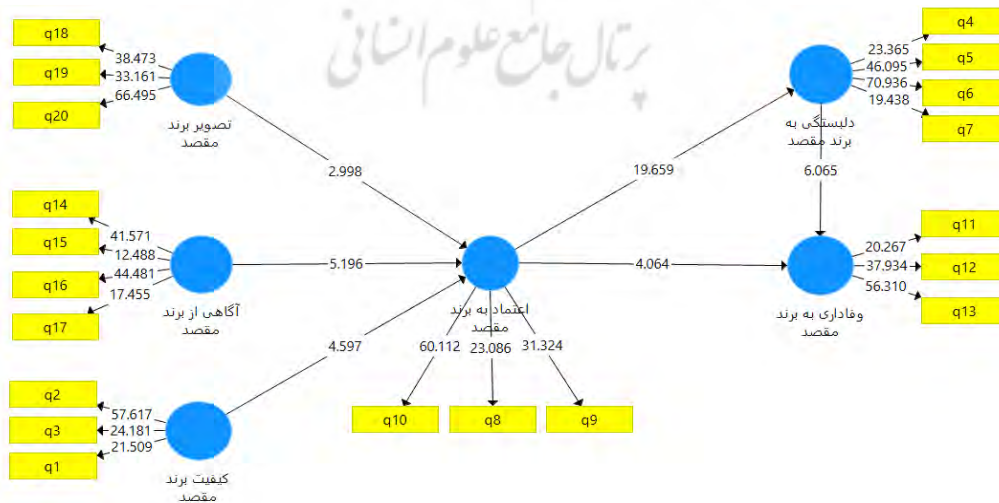 پرتال جامع علوم انسانی
q18
38.473
q19
33.161
q20
66.495
تصویر برند
مقصد
2.998
q14
41.571
q15
12.488
q16
44.481
q17
17.455
آگاهی از برند
مقصد
5.196
q2
57.617
q3
24.181
q1
21.509
کیفیت برند
مقصد
4.597
اعتماد به برند
مقصد
60.112
23.086
31.324
q10
q8
q9
19.659
4.064
q4
23.365
q5
46.095
q6
70.936
q7
19.438
دلبستگی به
برند مقصد
6.065
q11
20.267
q12
37.934
q13
56.310
وفاداری به برند
مقصد